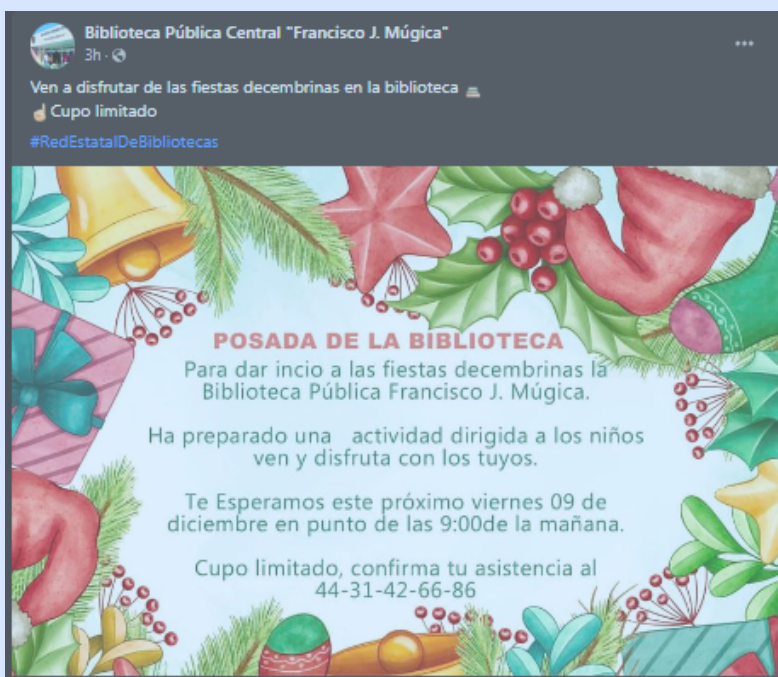 Biblioteca Pública Central "Francisco J. Múgica"
3h ·
Ven a disfrutar de las fiestas decembrinas en la biblioteca
Cupo limitado
#RedEstatalDeBibliotecas
POSADA DE LA BIBLIOTECA
Para dar incio a las fiestas decembrinas la
Biblioteca Pública Francisco J. Múgica.
Ha preparado una actividad dirigida a los niños
ven y disfruta con los tuyos.
Te Esperamos este próximo viernes 09 de
diciembre en punto de las 9:00de la mañana.
Cupo limitado, confirma tu asistencia al
44-31-42-66-86